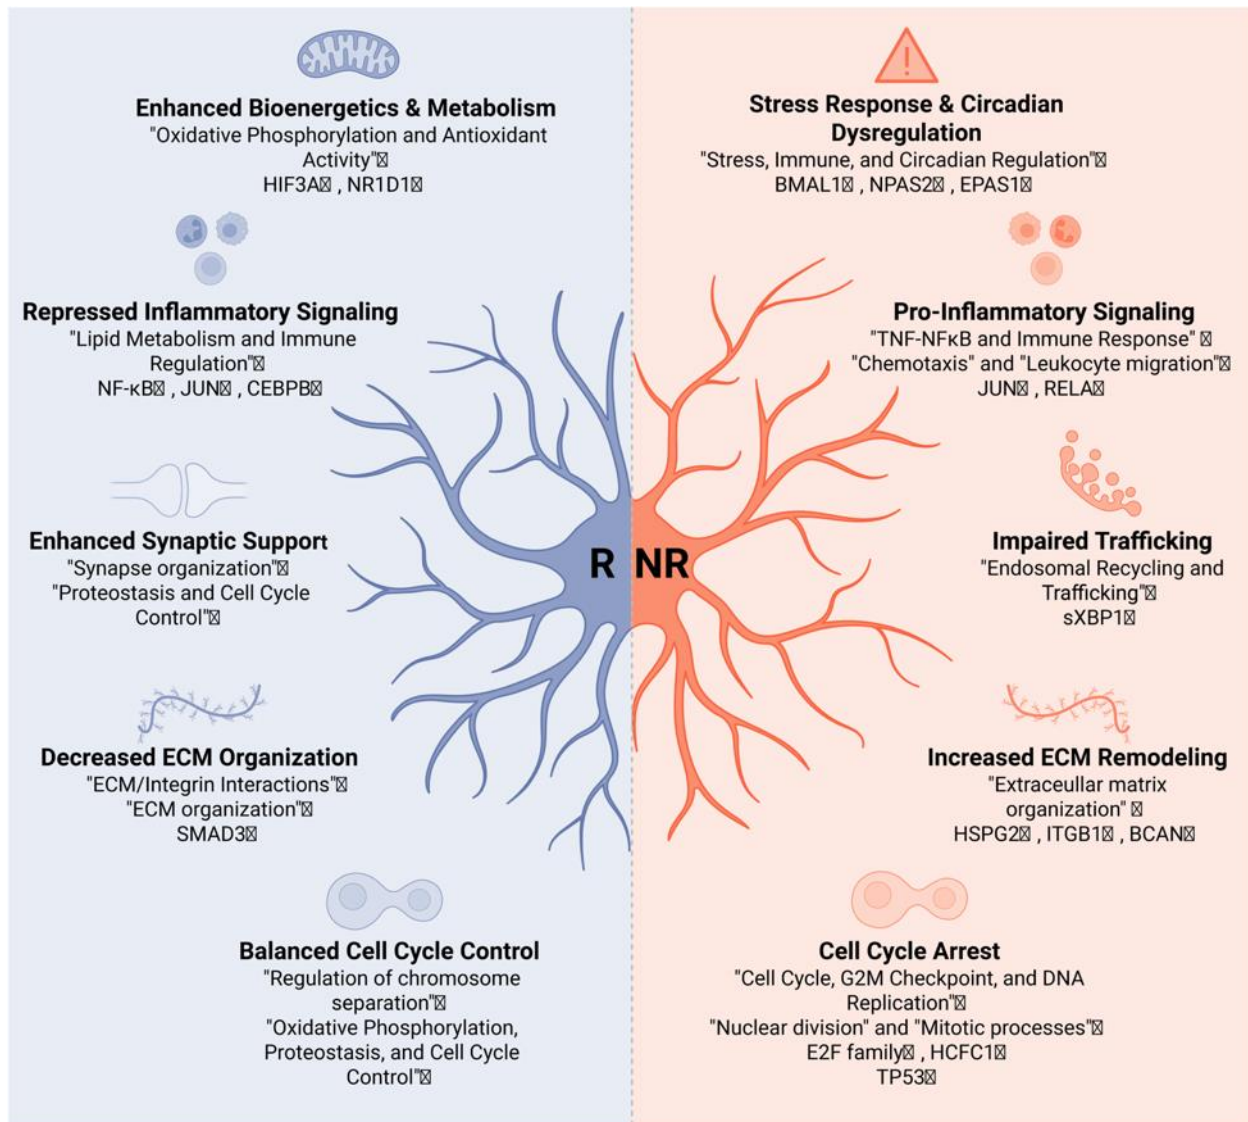 Enhanced Bioenergetics & Metabolism
"Oxidative Phosphorylation and Antioxidant
Activity"
HIF3A , NR1D1
Repressed Inflammatory Signaling
"Lipid Metabolism and Immune
Regulation"
NF-κB , JUN , CEBPB
Enhanced Synaptic Support
"Synapse organization"
"Proteostasis and Cell Cycle
Control"
Decreased ECM Organization
"ECM/Integrin Interactions"
"ECM organization"
SMAD3
Balanced Cell Cycle Control
"Regulation of chromosome
separation"
"Oxidative Phosphorylation,
Proteostasis, and Cell Cycle
Control"
R
NR
Stress Response & Circadian
Dysregulation
"Stress, Immune, and Circadian Regulation"
BMAL1 , NPAS2 , EPAS1
Pro-Inflammatory Signaling
"TNF-NFκB and Immune Response"
"Chemotaxis" and "Leukocyte migration"
JUN , RELA
Impaired Trafficking
"Endosomal Recycling and
Trafficking"
sXBP1
Increased ECM Remodeling
"Extraceullar matrix
organization"
HSPG2 , ITGB1 , BCAN
Cell Cycle Arrest
"Cell Cycle, G2M Checkpoint, and DNA
Replication"
"Nuclear division" and "Mitotic processes"
E2F family , HCFC1
TP53